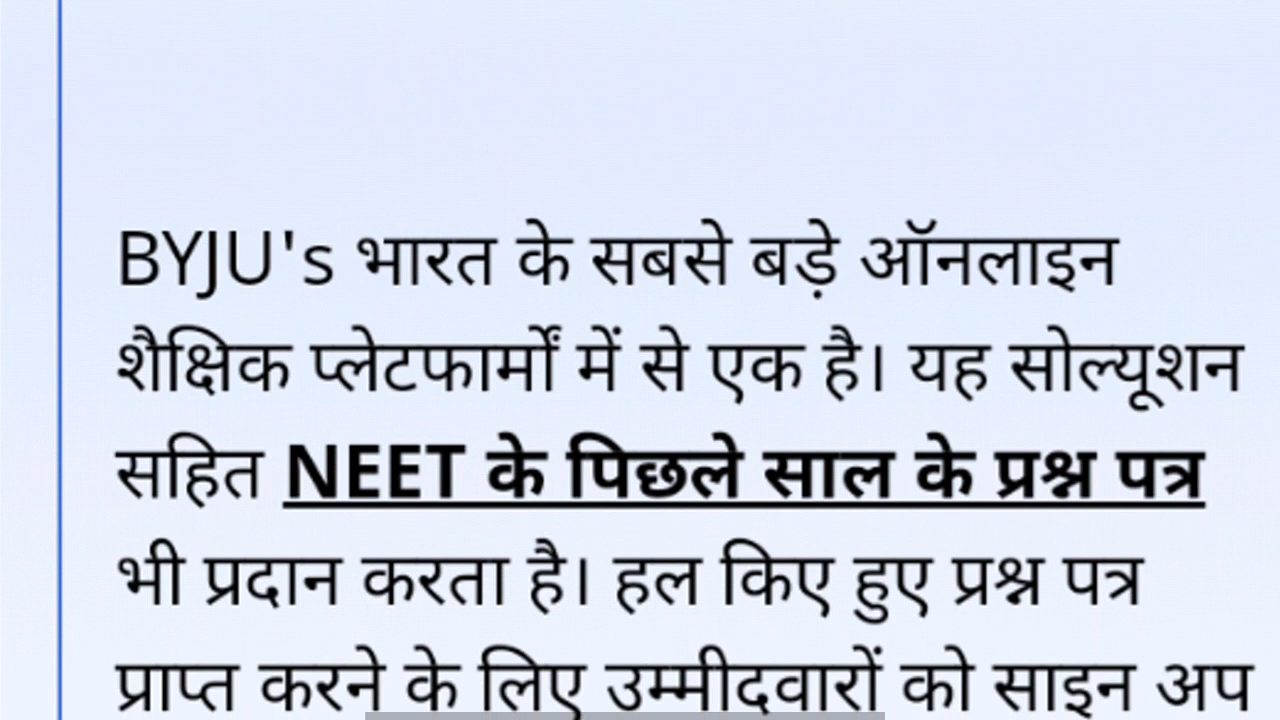 BYJU's भारत के सबसे बड़े ऑनलाइन
शैक्षिक प्लेटफार्मों में से एक है। यह सोल्यूशन
सहित NEET के पिछले साल के प्रश्न पत्र
भी प्रदान करता है। हल किए हुए प्रश्न पत्र
प्राप्त करने के लिए उम्मीदवारों को साइन अप